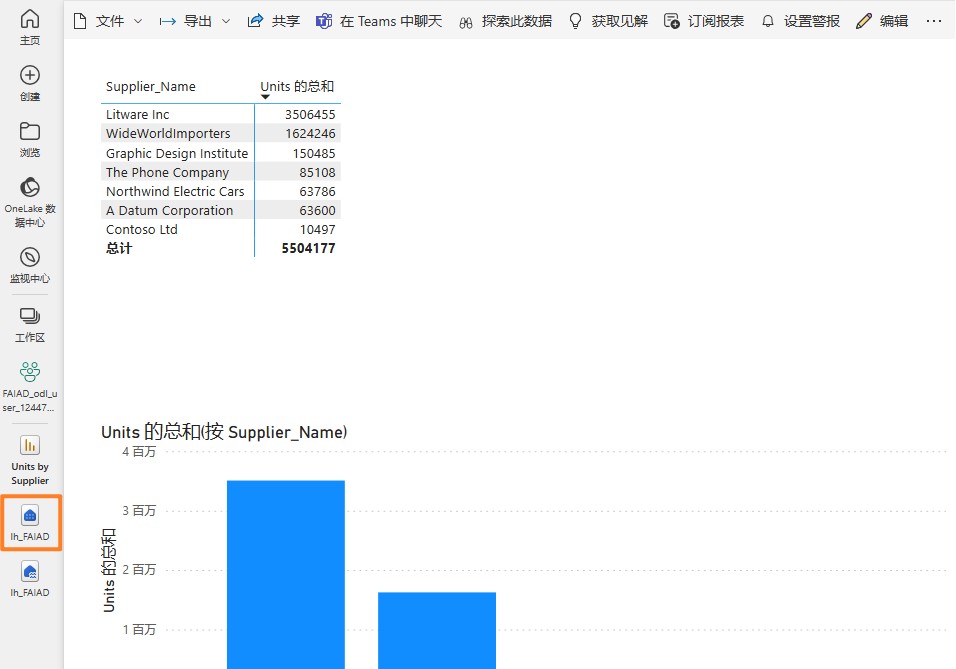 文件
导出
共享
在 Teams 中聊天
探索此数据
获取见解
订阅报表
设置警报
编辑
主页
创建
浏览
OneLake 数
据中心
监视中心
工作区
FAIAD_odl_u
ser_12447...
Units by
Supplier
lh_FAIAD
lh_FAIAD
Supplier_Name Units 的总和
Litware Inc 3506455
WideWorldImporters 1624246
Graphic Design Institute 150485
The Phone Company 85108
Northwind Electric Cars 63786
A Datum Corporation 63600
Contoso Ltd 10497
总计 5504177
Units 的总和(按 Supplier_Name)
4 百万
3 百万
2 百万
1 百万
Units 的总和